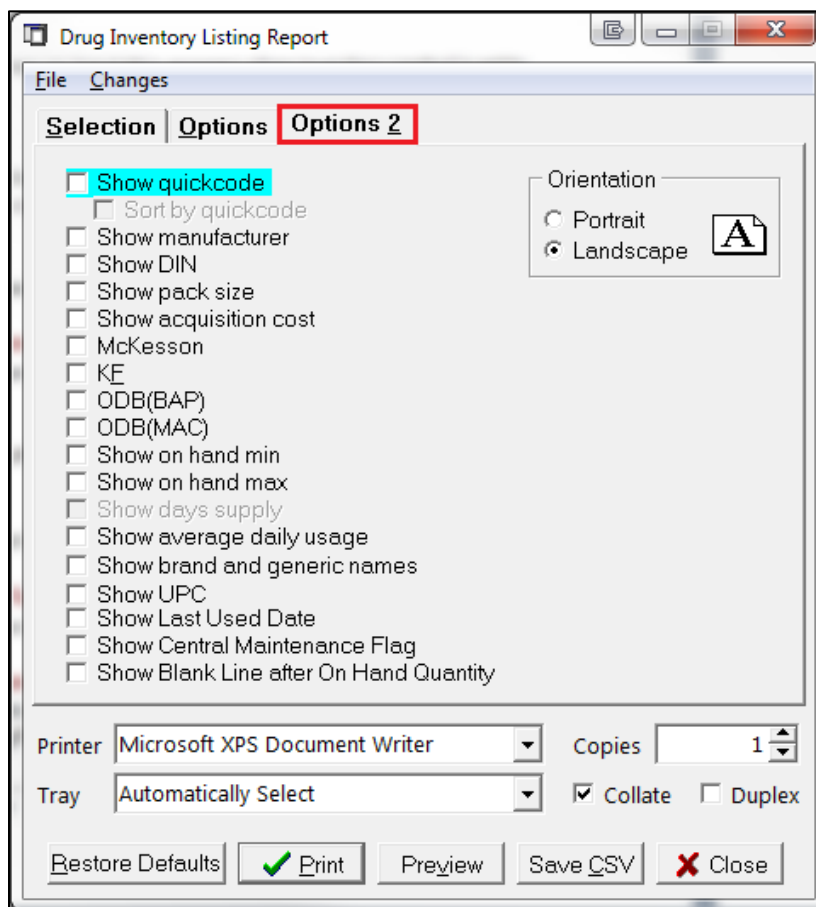 Drug Inventory Listing Report
File Changes
Selection Options Options 2
Show quickcode
Sort by quickcode
Show manufacturer
Show DIN
Show pack size
Show acquisition cost
McKesson
KF
ODB(BAP)
ODB(MAC)
Show on hand min
Show on hand max
Show days supply
Show average daily usage
Show brand and generic names
Show UPC
Show Last Used Date
Show Central Maintenance Flag
Show Blank Line after On Hand Quantity
Orientation
Portrait
Landscape
A
Printer Microsoft XPS Document Writer Copies 1
Tray Automatically Select Collate Duplex
Restore Defaults Print Preview Save CSV Close